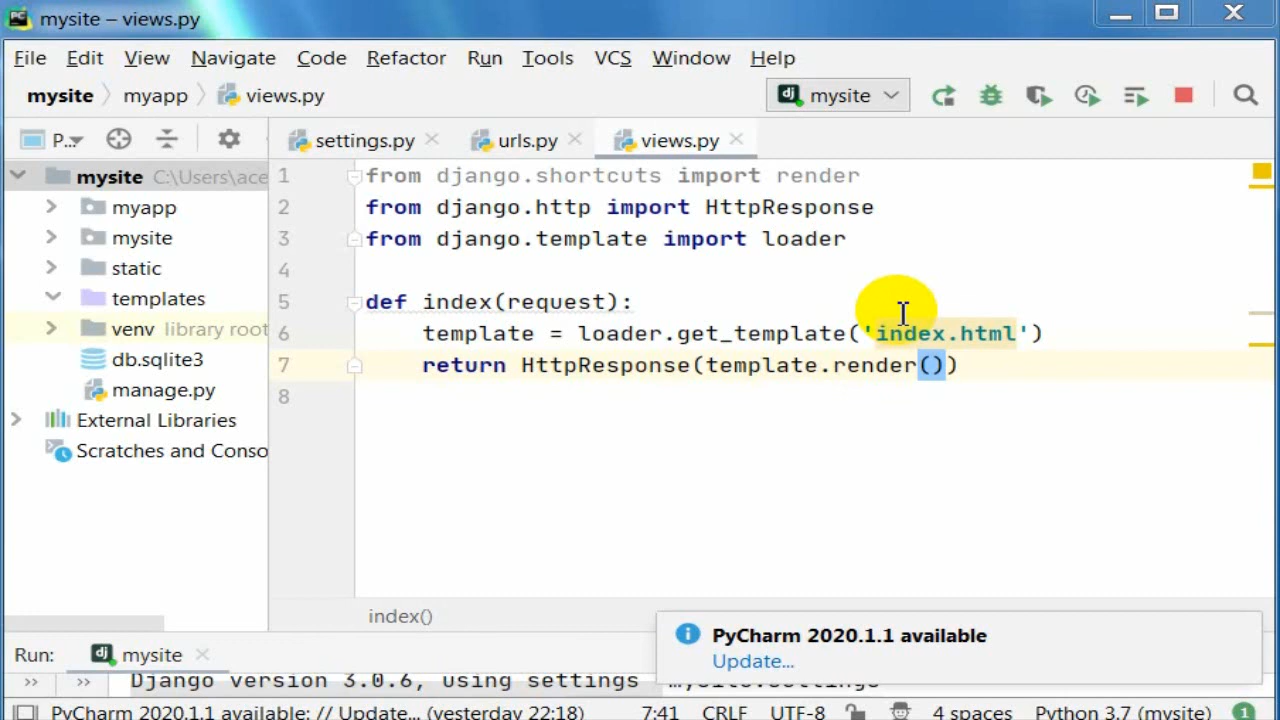 mysite – views.py
File Edit View Navigate Code Refactor Run Tools VCS Window Help
mysite myapp views.py mysite
P... settings.py urls.py views.py
mysite C:\Users\ace
myapp
mysite
static
templates
venv library root
db.sqlite3
manage.py
External Libraries
Scratches and Conso
1 from django.shortcuts import render
2 from django.http import HttpResponse
3 from django.template import loader
4
5 def index(request):
6 template = loader.get_template('index.html')
7 return HttpResponse(template.render())
8
index()
PyCharm 2020.1.1 available
Update...
Run: mysite
>> >> Django version 3.0.6, using settings 'mysite.settings'
PyCharm 2020.1.1 available: // Update... (yesterday 22:18) 7:41 CRLF UTF-8 4 spaces Python 3.7 (mysite) 1